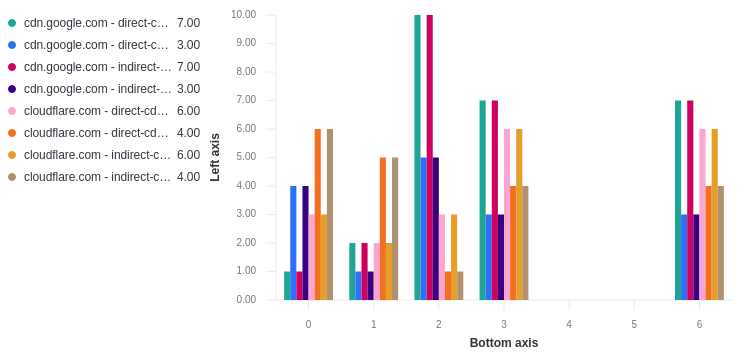 cdn.google.com - direct-c… 7.00
cdn.google.com - direct-c… 3.00
cdn.google.com - indirect-… 7.00
cdn.google.com - indirect-… 3.00
cloudflare.com - direct-cd… 6.00
cloudflare.com - direct-cd… 4.00
cloudflare.com - indirect-c… 6.00
cloudflare.com - indirect-c… 4.00
Left axis
10.00
9.00
8.00
7.00
6.00
5.00
4.00
3.00
2.00
1.00
0.00
0 1 2 3 4 5 6
Bottom axis